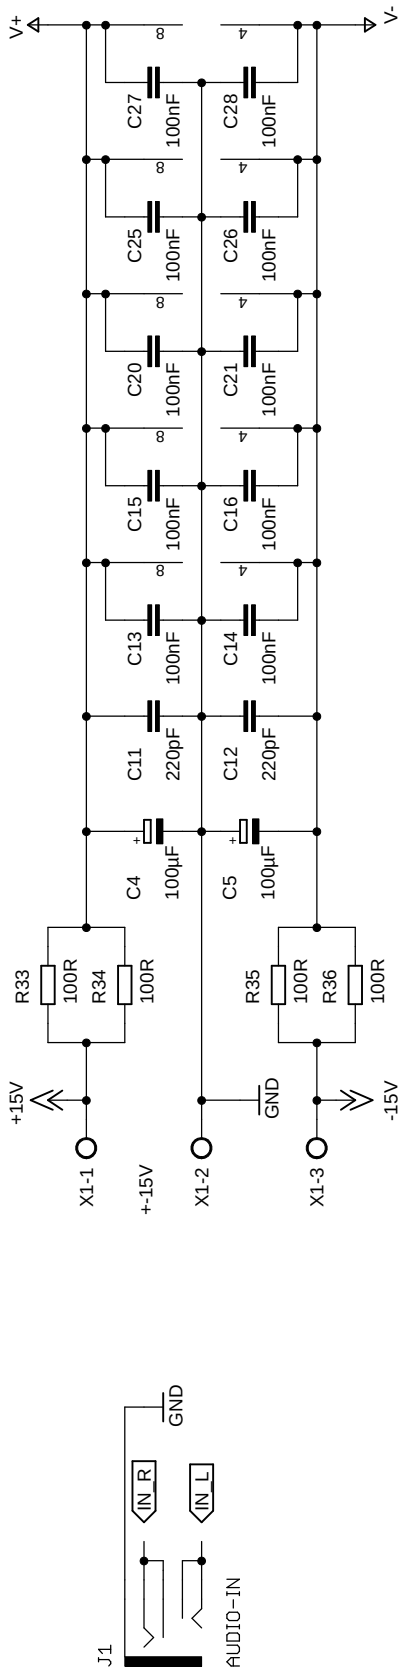 V+
V-
8
4
C27
100nF
C28
100nF
8
4
C25
100nF
C26
100nF
8
4
C20
100nF
C21
100nF
8
4
C15
100nF
C16
100nF
8
4
C13
100nF
C14
100nF
C11
220pF
C12
220pF
+
C4
100µF
+
C5
100µF
R33
100R
R34
100R
R35
100R
R36
100R
+15V
GND
-15V
X1-1
+-15V
X1-2
X1-3
GND
IN_R
IN_L
J1
AUDIO-IN